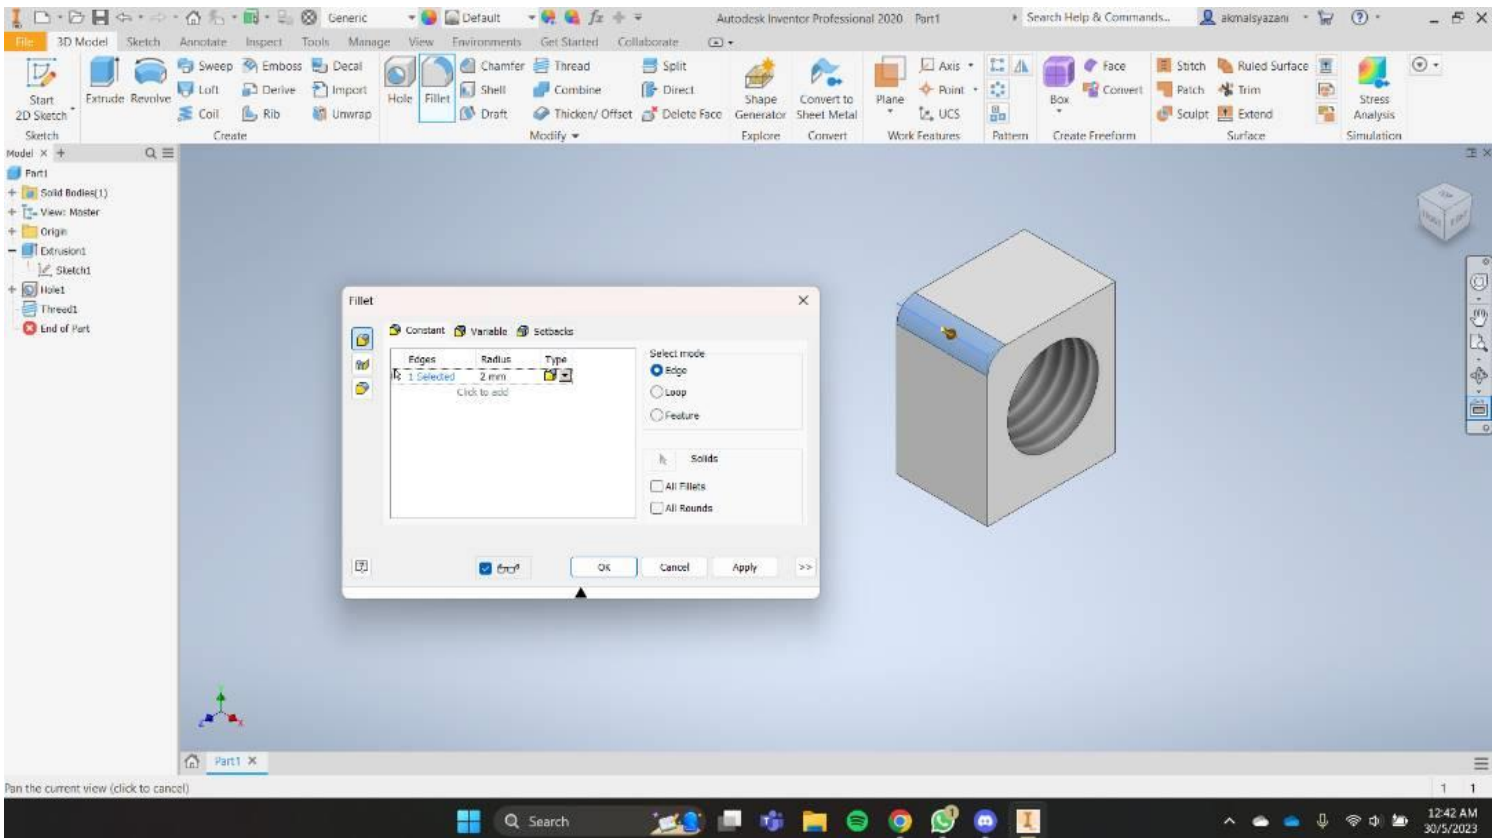 Generic Default Autodesk Inventor Professional 2020 Part1 Search Help & Commands... akmalsyazani
File 3D Model Sketch Annotate Inspect Tools Manage View Environments Get Started Collaborate
Start 2D Sketch
Extrude Revolve
Sweep Emboss Decal
Loft Derive Import
Coil Rib Unwrap
Hole Fillet
Chamfer Thread Split
Shell Combine Direct
Draft Thicken/ Offset Delete Face
Shape Generator
Convert to Sheet Metal
Plane
Axis
Point
UCS
Box
Face
Convert
Stitch Ruled Surface
Patch Trim
Sculpt Extend
Stress Analysis
Sketch Create Modify Explore Convert Work Features Pattern Create Freeform Surface Simulation
Model × +
Part1
Solid Bodies(1)
View: Master
Origin
Extrusion1
Sketch1
Hole1
Thread1
End of Part
Fillet
Constant Variable Setbacks
Edges Radius Type
1 Selected 2 mm
Click to add
Select mode
Edge
Loop
Feature
Solids
All Fillets
All Rounds
OK Cancel Apply >>
Part1 ×
Pan the current view (click to cancel) 1 1
Search
12:42 AM
30/5/2023